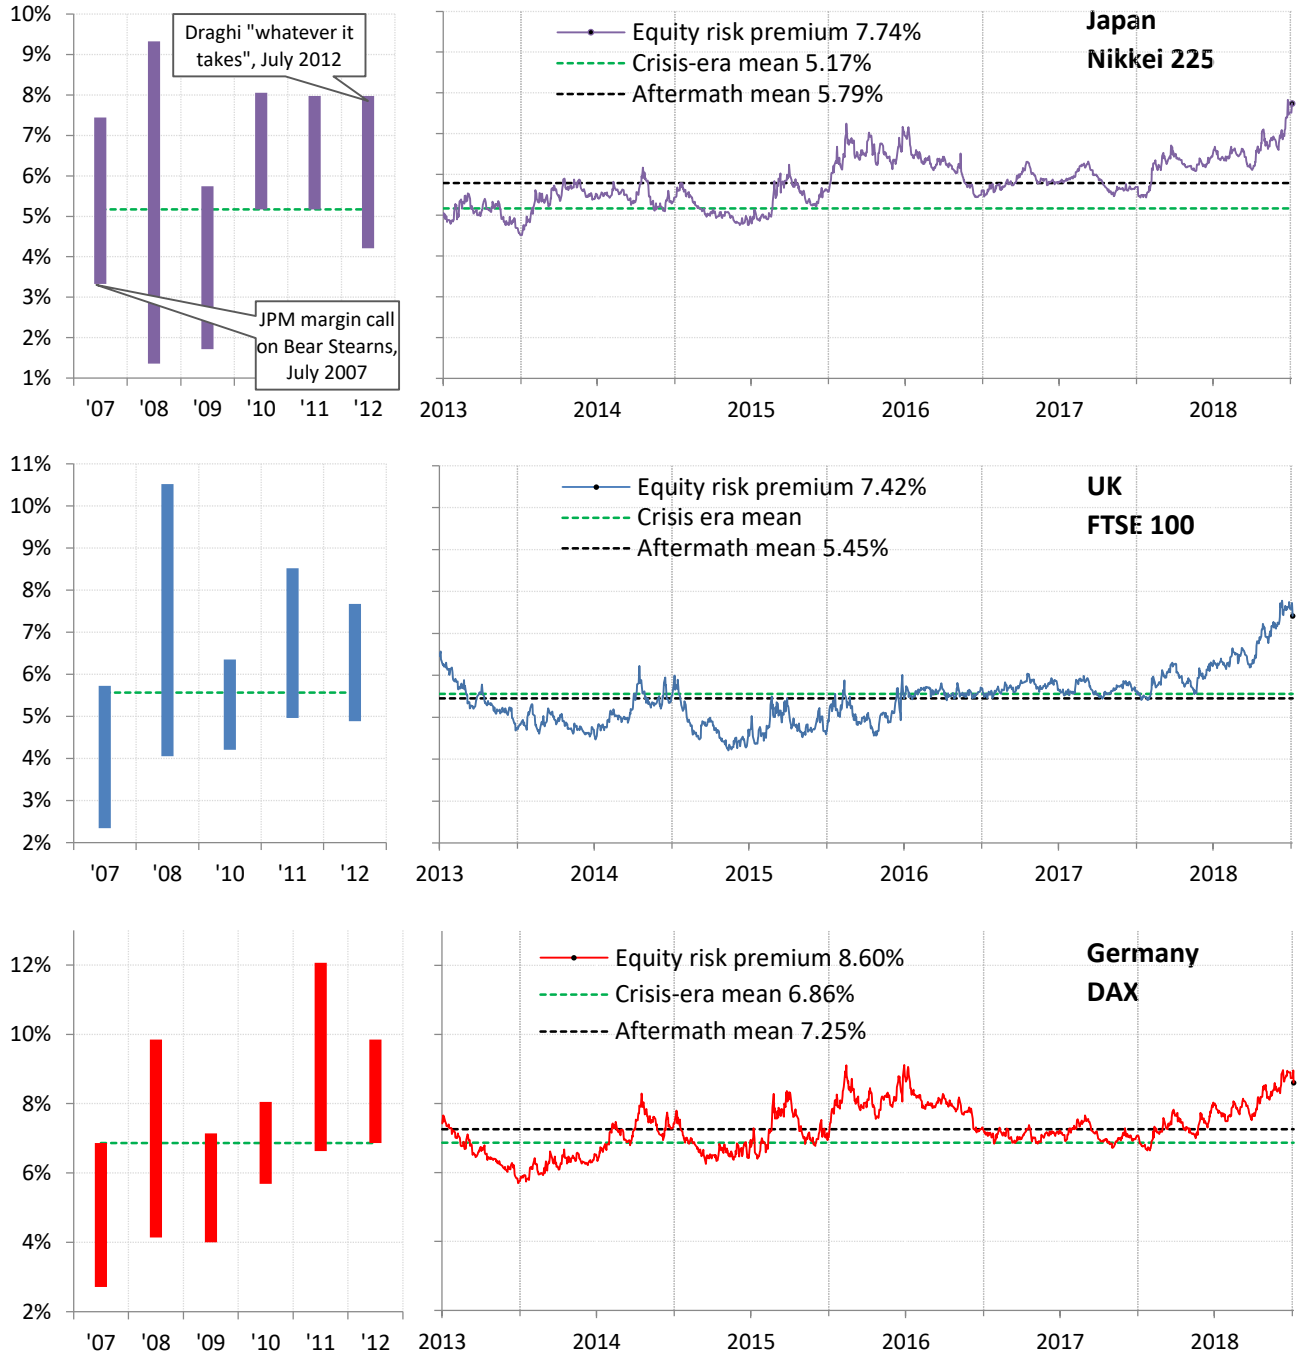 10%
9%
8%
7%
6%
5%
4%
3%
2%
1%
Draghi "whatever it
takes", July 2012
JPM margin call
on Bear Stearns,
July 2007
'07 '08 '09 '10 '11 '12
Equity risk premium 7.74%
Crisis-era mean 5.17%
Aftermath mean 5.79%
Japan
Nikkei 225
2013 2014 2015 2016 2017 2018
11%
10%
9%
8%
7%
6%
5%
4%
3%
2%
'07 '08 '10 '11 '12
Equity risk premium 7.42%
Crisis era mean
Aftermath mean 5.45%
UK
FTSE 100
2013 2014 2015 2016 2017 2018
12%
10%
8%
6%
4%
2%
'07 '08 '09 '10 '11 '12
Equity risk premium 8.60%
Crisis-era mean 6.86%
Aftermath mean 7.25%
Germany
DAX
2013 2014 2015 2016 2017 2018